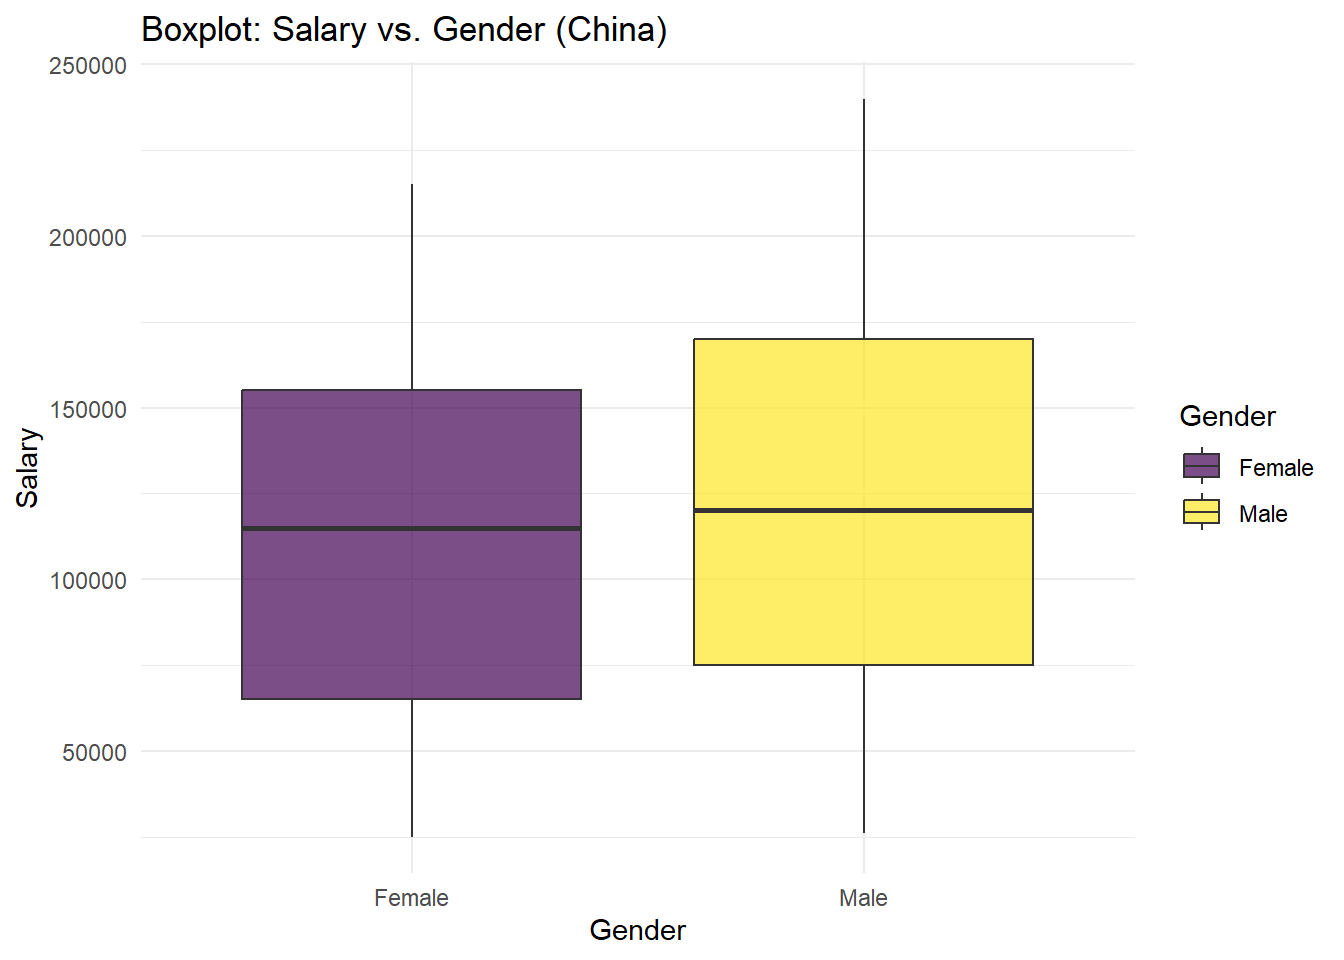 Boxplot: Salary vs. Gender (China)
250000
200000
150000
100000
50000
Salary
Female
Male
Gender
Gender
Female
Male